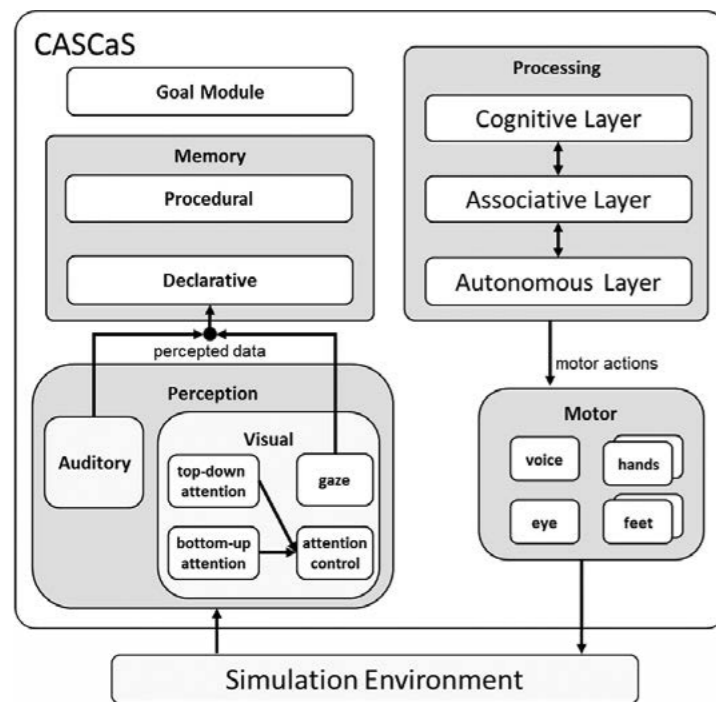 CASCaS
Goal Module
Memory
Procedural
Declarative
percepted data
Perception
Auditory
Visual
top-down
attention
gaze
bottom-up
attention
attention
control
Processing
Cognitive Layer
Associative Layer
Autonomous Layer
motor actions
Motor
voice
hands
eye
feet
Simulation Environment